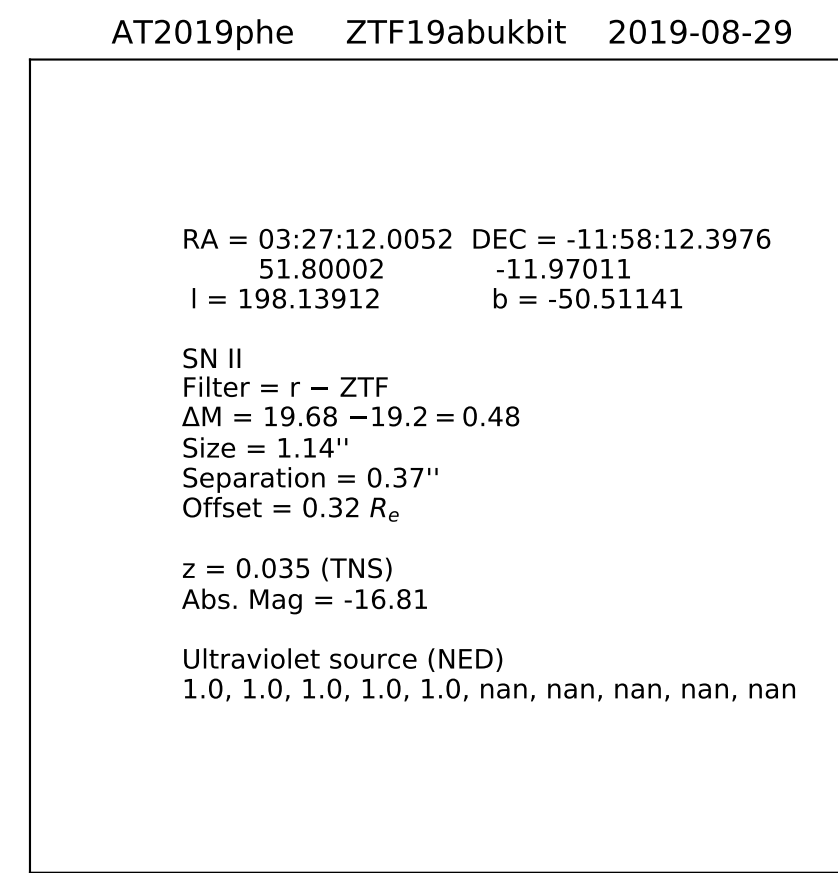 AT2019phe ZTF19abukbit 2019-08-29
RA = 03:27:12.0052 DEC = -11:58:12.3976
51.80002 -11.97011
l = 198.13912 b = -50.51141
SN II
Filter = r − ZTF
ΔM = 19.68 −19.2 = 0.48
Size = 1.14''
Separation = 0.37''
Offset = 0.32 Re
z = 0.035 (TNS)
Abs. Mag = -16.81
Ultraviolet source (NED)
1.0, 1.0, 1.0, 1.0, 1.0, nan, nan, nan, nan, nan